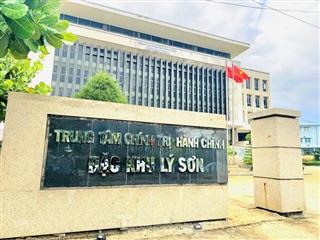 TRUNG TÂM CHÍNH TRỊ HÀNH CHÍNH
ĐẶC KHU LÝ SƠN